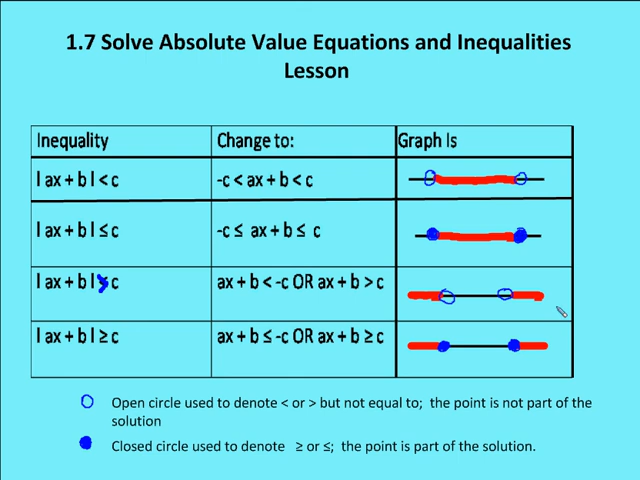 1.7 Solve Absolute Value Equations and Inequalities
Lesson
Inequality Change to: Graph Is
l ax + b l < c -c < ax + b < c
l ax + b l ≤ c -c ≤ ax + b ≤ c
l ax + b l > c ax + b < -c OR ax + b > c
l ax + b l ≥ c ax + b ≤ -c OR ax + b ≥ c
Open circle used to denote < or > but not equal to; the point is not part of the
solution
Closed circle used to denote ≥ or ≤; the point is part of the solution.